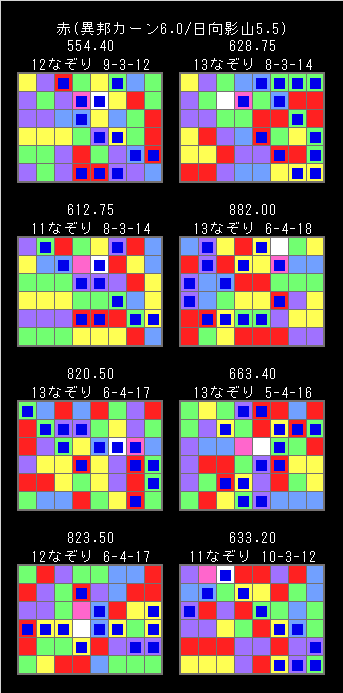 赤(異邦カーン6.0/日向影山5.5)
554.40 628.75
12なぞり 9-3-12 13なぞり 8-3-14
612.75 882.00
11なぞり 8-3-14 13なぞり 6-4-18
820.50 663.40
13なぞり 6-4-17 13なぞり 5-4-16
823.50 633.20
12なぞり 6-4-17 11なぞり 10-3-12